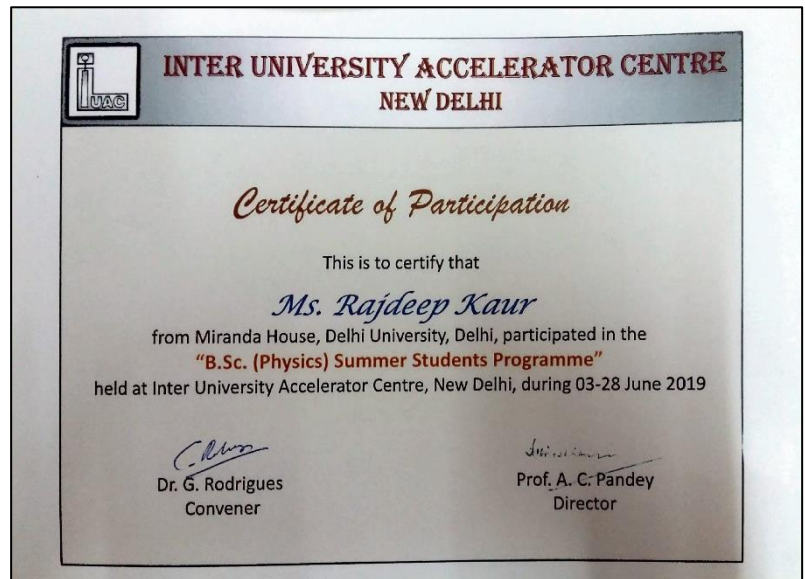 IUAC
INTER UNIVERSITY ACCELERATOR CENTRE
NEW DELHI
Certificate of Participation
This is to certify that
Ms. Rajdeep Kaur
from Miranda House, Delhi University, Delhi, participated in the
“B.Sc. (Physics) Summer Students Programme”
held at Inter University Accelerator Centre, New Delhi, during 03-28 June 2019
Dr. G. Rodrigues
Prof. A. C. Pandey
Convener
Director